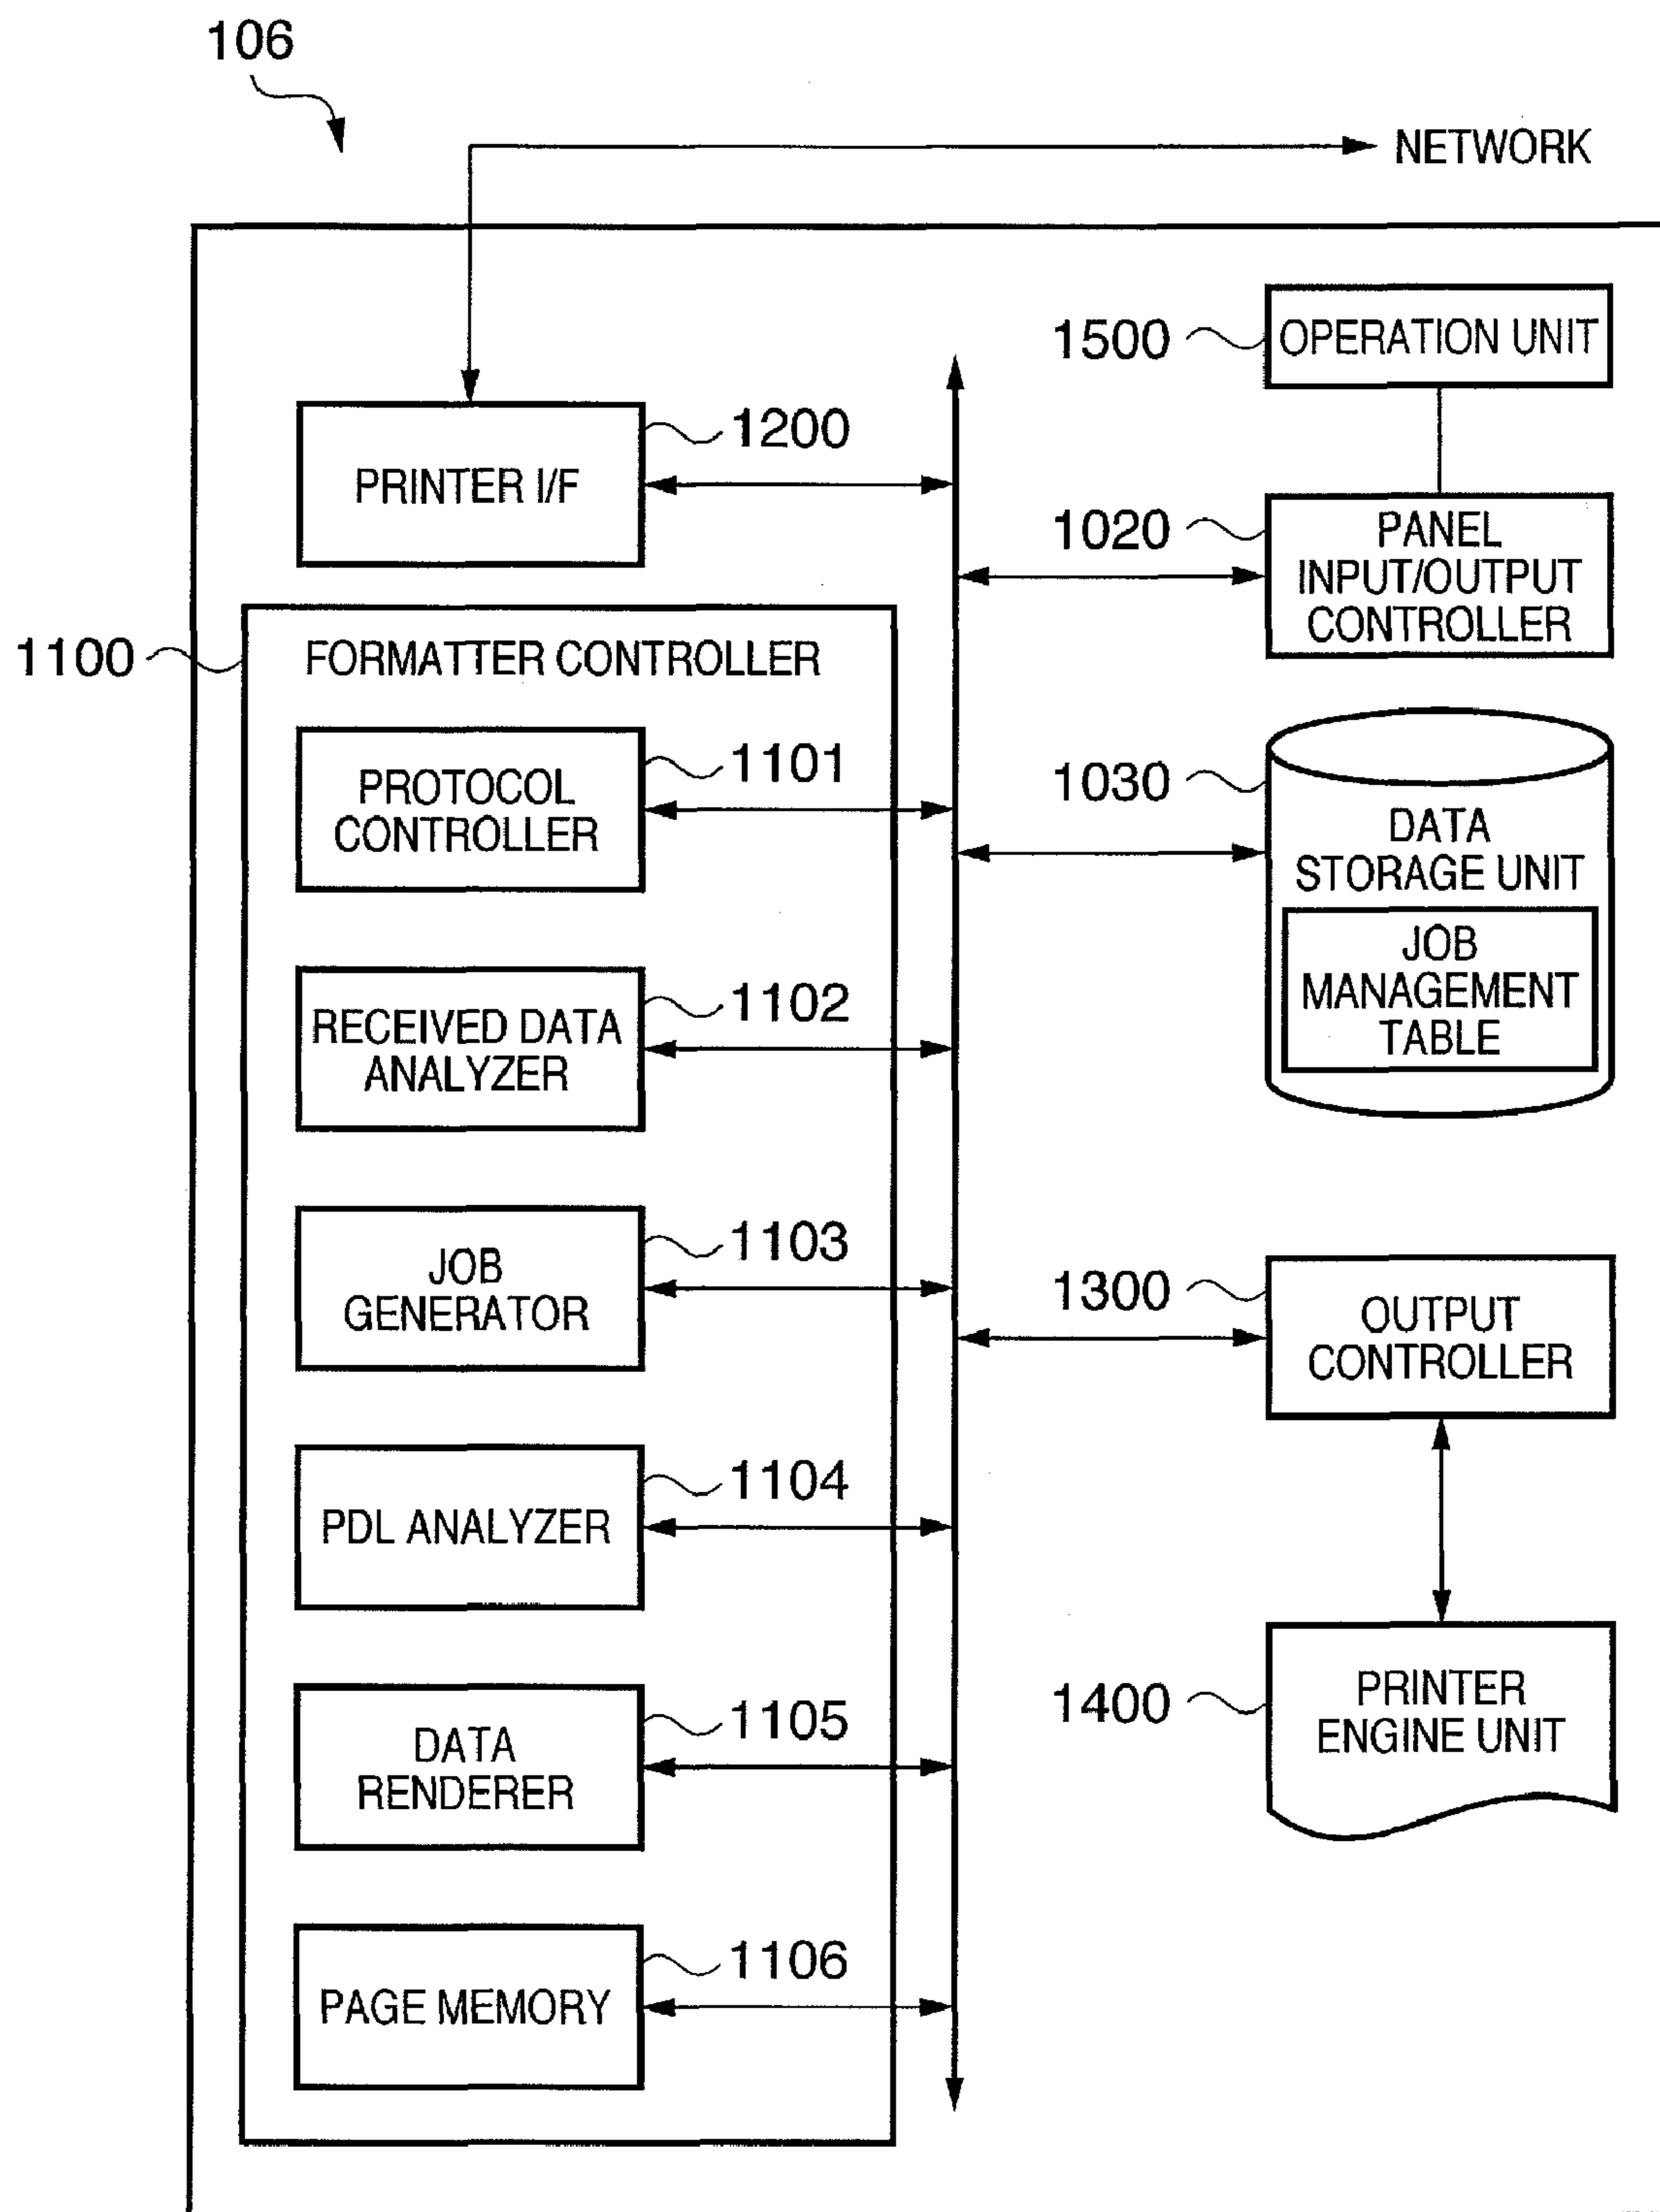 106
NETWORK
1500
OPERATION UNIT
1200
PRINTER I/F
1020
PANEL
INPUT/OUTPUT
CONTROLLER
1100
FORMATTER CONTROLLER
1101
PROTOCOL
CONTROLLER
1030
DATA
STORAGE UNIT
JOB
MANAGEMENT
TABLE
1102
RECEIVED DATA
ANALYZER
1103
JOB
GENERATOR
1300
OUTPUT
CONTROLLER
1104
PDL ANALYZER
1400
PRINTER
ENGINE UNIT
1105
DATA
RENDERER
1106
PAGE MEMORY